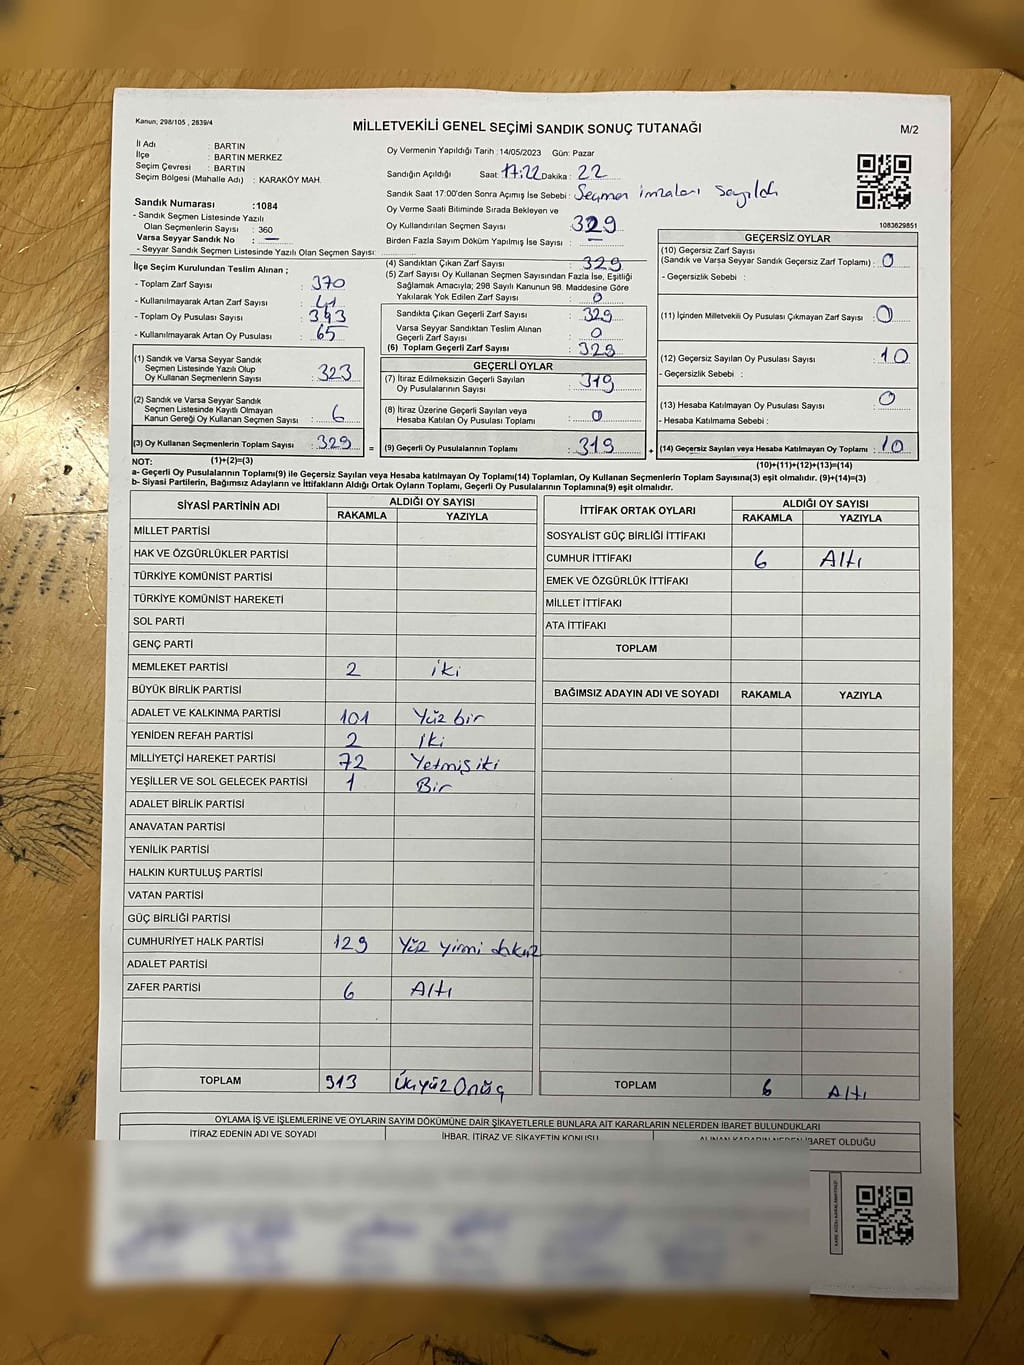 Kanun; 298/105 , 2839/4
MİLLETVEKİLİ GENEL SEÇİMİ SANDIK SONUÇ TUTANAĞI
M/2
İl Adı : BARTIN
İlçe : BARTIN MERKEZ
Seçim Çevresi : BARTIN
Seçim Bölgesi (Mahalle Adı) : KARAKÖY MAH.
Sandık Numarası :1084
- Sandık Seçmen Listesinde Yazılı
Olan Seçmenlerin Sayısı : 360
Varsa Seyyar Sandık No : —
- Seyyar Sandık Seçmen Listesinde Yazılı Olan Seçmen Sayısı:
İlçe Seçim Kurulundan Teslim Alınan ;
- Toplam Zarf Sayısı : 370
- Kullanılmayarak Artan Zarf Sayısı : 41
- Toplam Oy Pusulası Sayısı :
- Kullanılmayarak Artan Oy Pusulası : 65
(1) Sandık ve Varsa Seyyar Sandık
Seçmen Listesinde Yazılı Olup
Oy Kullanan Seçmenlerin Sayısı : 323
(2) Sandık ve Varsa Seyyar Sandık
Seçmen Listesinde Kayıtlı Olmayan
Kanun Gereği Oy Kullanan Seçmen Sayısı : 6
(3) Oy Kullanan Seçmenlerin Toplam Sayısı : 329
(1)+(2)=(3)
Oy Vermenin Yapıldığı Tarih : 14/05/2023 Gün: Pazar
Sandığın Açıldığı Saat: 17:22 Dakika : 22
Sandık Saat 17:00'den Sonra Açımış İse Sebebi : Seçmen imzaları sayıldı
Oy Verme Saati Bitiminde Sırada Bekleyen ve
Oy Kullandırılan Seçmen Sayısı : 329
Birden Fazla Sayım Döküm Yapılmış İse Sayısı : —
(4) Sandıktan Çıkan Zarf Sayısı : 329
(5) Zarf Sayısı Oy Kullanan Seçmen Sayısından Fazla İse, Eşitliği
Sağlamak Amacıyla; 298 Sayılı Kanunun 98. Maddesine Göre
Yakılarak Yok Edilen Zarf Sayısı : 0
Sandıkta Çıkan Geçerli Zarf Sayısı : 329
Varsa Seyyar Sandıktan Teslim Alınan
Geçerli Zarf Sayısı : 0
(6) Toplam Geçerli Zarf Sayısı : 329
GEÇERLİ OYLAR
(7) İtiraz Edilmeksizin Geçerli Sayılan
Oy Pusulalarının Sayısı : 319
(8) İtiraz Üzerine Geçerli Sayılan veya
Hesaba Katılan Oy Pusulası Toplamı : 0
= (9) Geçerli Oy Pusulalarının Toplamı : 319 +
1083629851
GEÇERSİZ OYLAR
(10) Geçersiz Zarf Sayısı
(Sandık ve Varsa Seyyar Sandık Geçersiz Zarf Toplamı) : 0
- Geçersizlik Sebebi :
(11) İçinden Milletvekili Oy Pusulası Çıkmayan Zarf Sayısı : 0
(12) Geçersiz Sayılan Oy Pusulası Sayısı : 10
- Geçersizlik Sebebi :
(13) Hesaba Katılmayan Oy Pusulası Sayısı : 0
- Hesaba Katılmama Sebebi :
(14) Geçersiz Sayılan veya Hesaba Katılmayan Oy Toplamı : 10
(10)+(11)+(12)+(13)=(14)
NOT:
a- Geçerli Oy Pusulalarının Toplamı(9) ile Geçersiz Sayılan veya Hesaba Katılmayan Oy Toplamı(14) Toplamları, Oy Kullanan Seçmenlerin Toplam Sayısına(3) eşit olmalıdır. (9)+(14)=(3)
b- Siyasi Partilerin, Bağımsız Adayların ve İttifakların Aldığı Ortak Oyların Toplamı, Geçerli Oy Pusulalarının Toplamına(9) eşit olmalıdır.
SİYASİ PARTİNİN ADI ALDIĞI OY SAYISI
RAKAMLA YAZIYLA
MİLLET PARTİSİ
HAK VE ÖZGÜRLÜKLER PARTİSİ
TÜRKİYE KOMÜNİST PARTİSİ
TÜRKİYE KOMÜNİST HAREKETİ
SOL PARTİ
GENÇ PARTİ
MEMLEKET PARTİSİ 2 iki
BÜYÜK BİRLİK PARTİSİ
ADALET VE KALKINMA PARTİSİ 101 Yüz bir
YENİDEN REFAH PARTİSİ 2 İki
MİLLİYETÇİ HAREKET PARTİSİ 72 Yetmiş iki
YEŞİLLER VE SOL GELECEK PARTİSİ 1 Bir
ADALET BİRLİK PARTİSİ
ANAVATAN PARTİSİ
YENİLİK PARTİSİ
HALKIN KURTULUŞ PARTİSİ
VATAN PARTİSİ
GÜÇ BİRLİĞİ PARTİSİ
CUMHURİYET HALK PARTİSİ 129 Yüz yirmi dokuz
ADALET PARTİSİ
ZAFER PARTİSİ 6 Altı
TOPLAM 313 Üçyüz Onüç
İTTİFAK ORTAK OYLARI ALDIĞI OY SAYISI
RAKAMLA YAZIYLA
SOSYALİST GÜÇ BİRLİĞİ İTTİFAKI
CUMHUR İTTİFAKI 6 Altı
EMEK VE ÖZGÜRLÜK İTTİFAKI
MİLLET İTTİFAKI
ATA İTTİFAKI
TOPLAM
BAĞIMSIZ ADAYIN ADI VE SOYADI RAKAMLA YAZIYLA
TOPLAM 6 Altı
OYLAMA İŞ VE İŞLEMLERİNE VE OYLARIN SAYIM DÖKÜMÜNE DAİR ŞİKAYETLERLE BUNLARA AİT KARARLARIN NELERDEN İBARET BULUNDUKLARI
İTİRAZ EDENİN ADI VE SOYADI İHBAR, İTİRAZ VE ŞİKAYETİN KONUSU ALINAN KARARIN NEDEN İBARET OLDUĞU